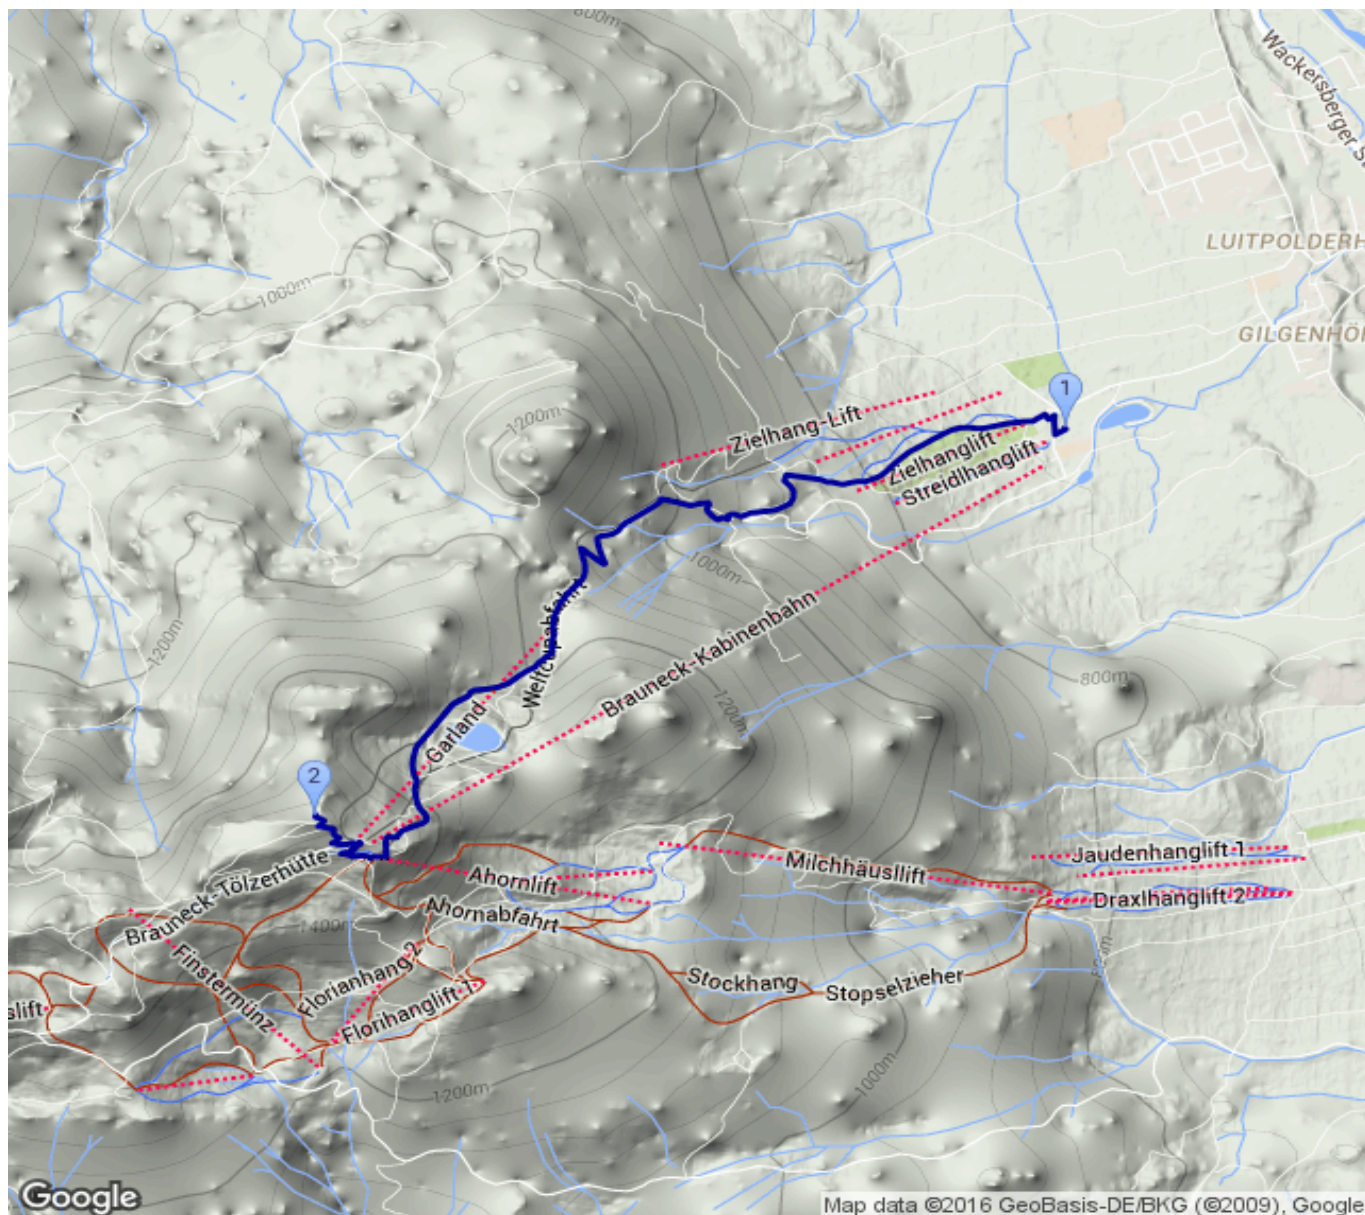 800m
Wackersberger St
LUITPOLDERH
1000m
GILGENHÖ
1
1200m
Zielhang-Lift
Zielhanglift
Streidlhanglift
1000m
Weltcupabfahrt
Brauneck-Kabinenbahn
1200m
800m
1200m
Garland
2
Jaudenhanglift 1
Milchhäusllift
Ahornlift
Draxlhanglift 2
Brauneck-Tölzerhütte
Ahornabfahrt
1400m
Florianhang 2
Finstermünz
Stockhang
Stopselzieher
slift
Florihanglift 1
1000m
1200m
Google
Map data ©2016 GeoBasis-DE/BKG (©2009), Google